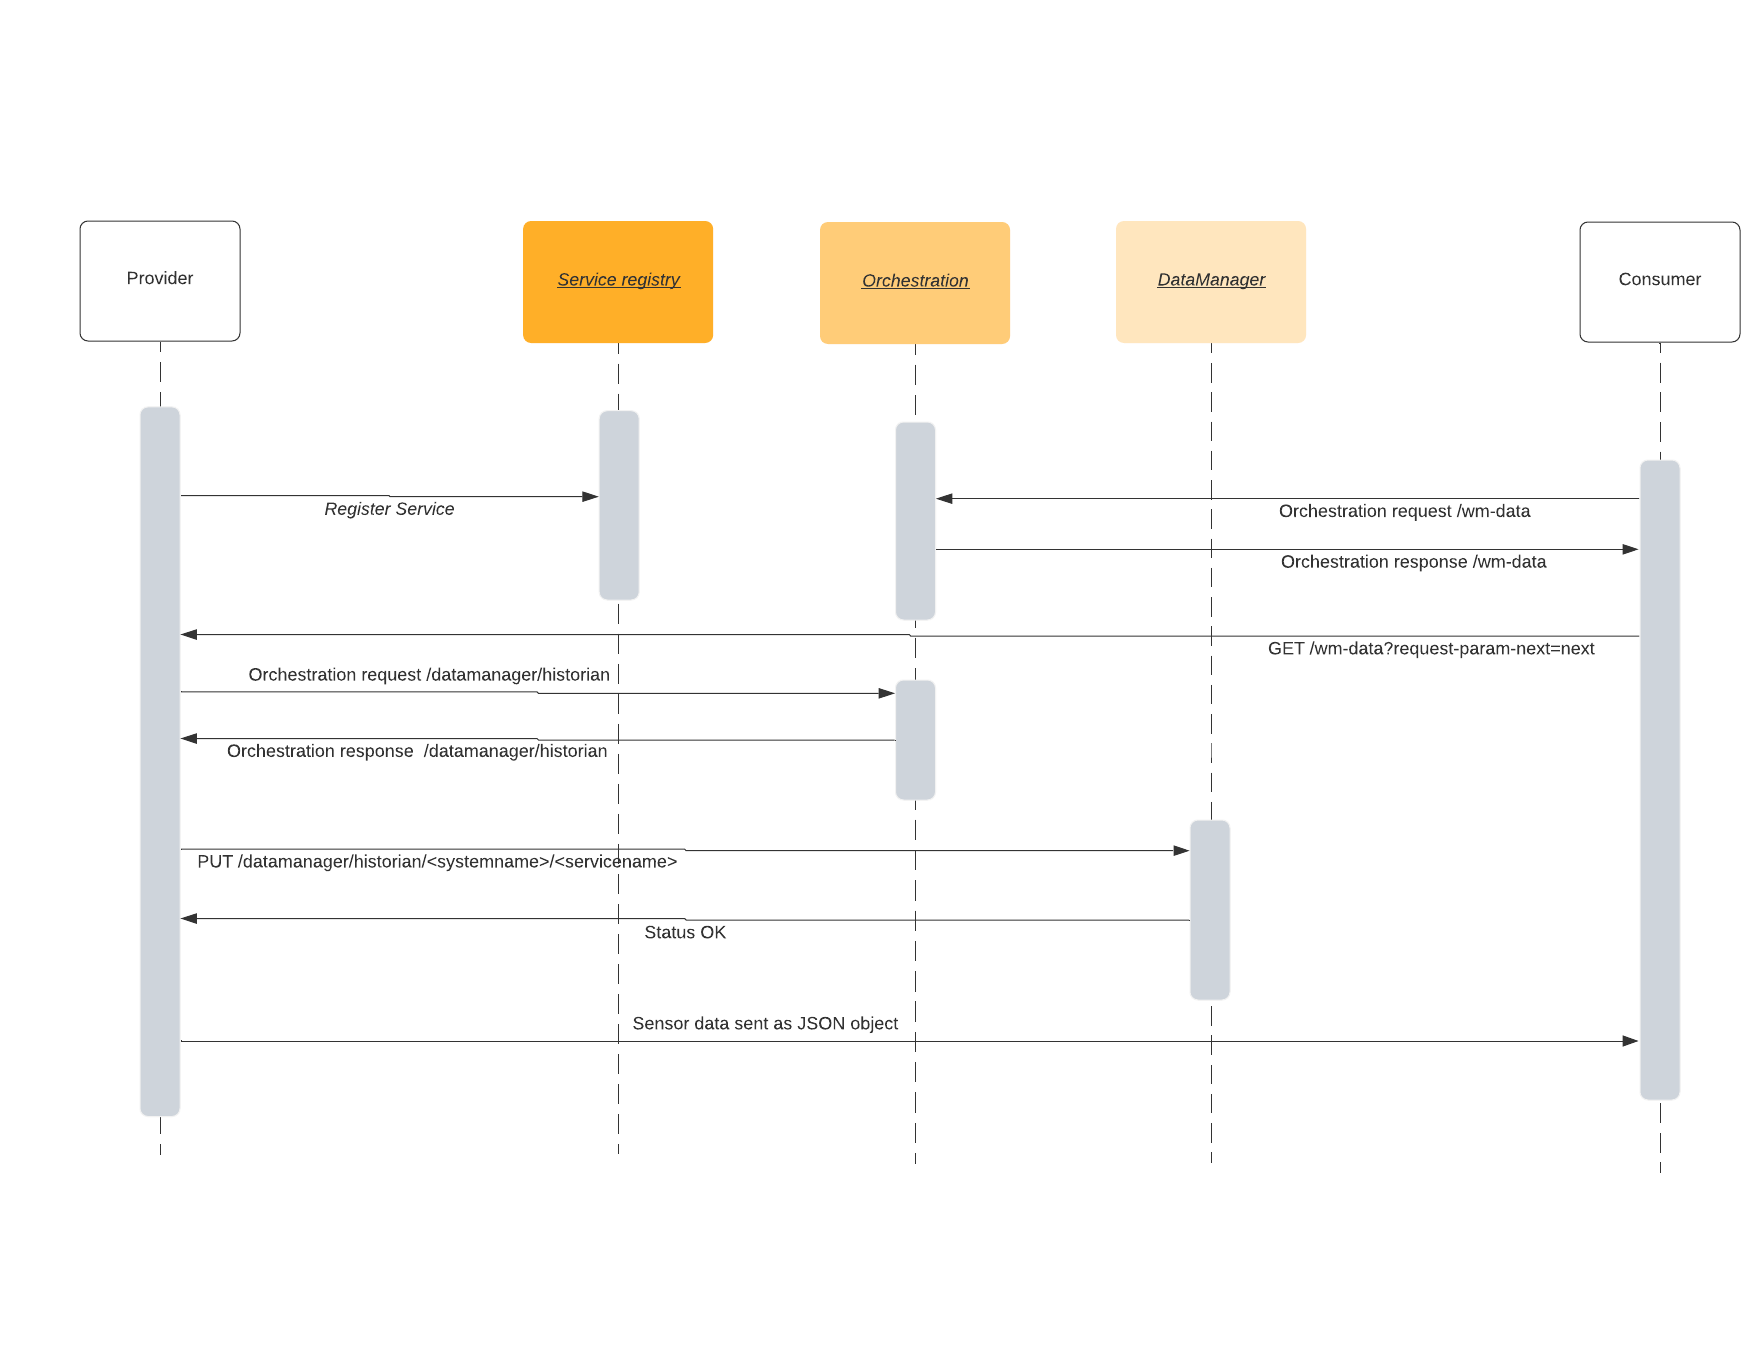 Provider
Service registry
Orchestration
DataManager
Consumer
Register Service
Orchestration request /wm-data
Orchestration response /wm-data
GET /wm-data?request-param-next=next
Orchestration request /datamanager/historian
Orchestration response  /datamanager/historian
PUT /datamanager/historian/<systemname>/<servicename>
Status OK
Sensor data sent as JSON object